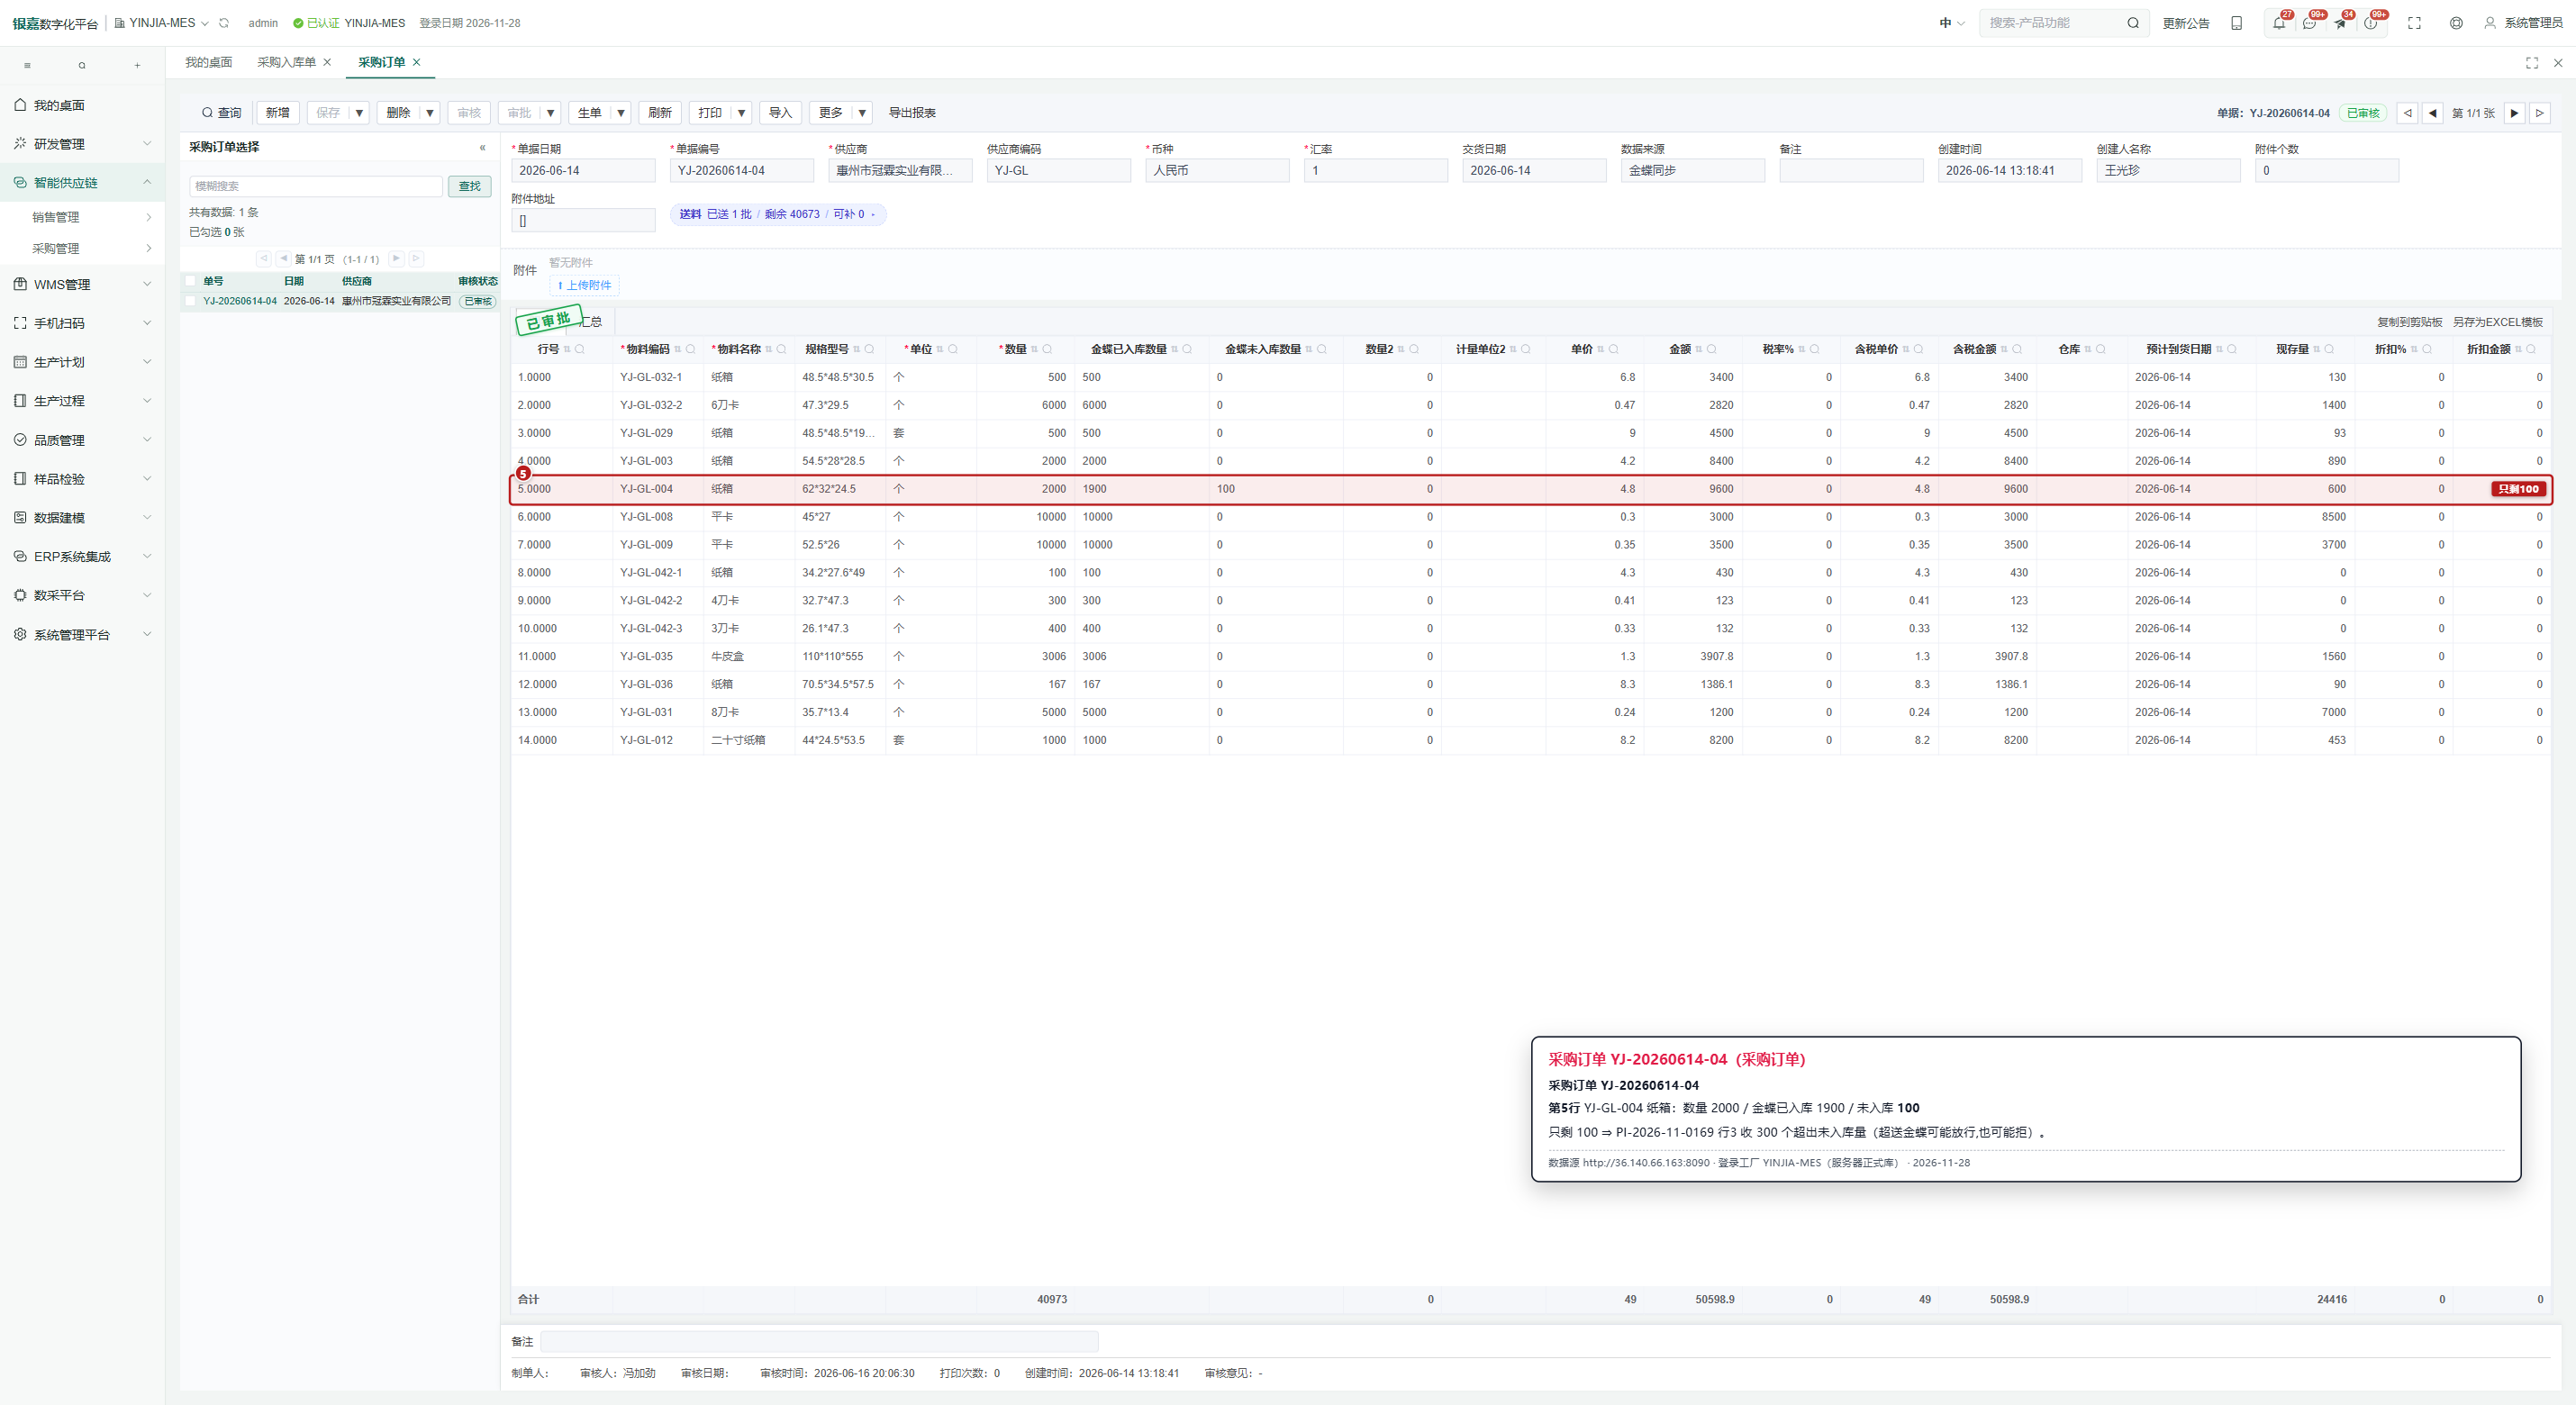 银嘉数字化平台 YINJIA-MES admin 已认证 YINJIA-MES 登录日期 2026-11-28
中 搜索-产品功能 更新公告 27 99+ 34 99+ 系统管理员
我的桌面 采购入库单 采购订单
我的桌面
研发管理
智能供应链
销售管理
采购管理
WMS管理
手机扫码
生产计划
生产过程
品质管理
样品检验
数据建模
ERP系统集成
数采平台
系统管理平台
查询 新增 保存 删除 审核 审批 生单 刷新 打印 导入 更多 导出报表
单据：YJ-20260614-04 已审核 第 1/1 张
采购订单选择 «
模糊搜索 查找
共有数据: 1 条
已勾选 0 张
第 1/1 页 (1-1 / 1)
单号 日期 供应商 审核状态
YJ-20260614-04 2026-06-14 惠州市冠霖实业有限公司 已审核
*单据日期 *单据编号 *供应商 供应商编码 *币种 *汇率 交货日期 数据来源 备注 创建时间 创建人名称 附件个数
2026-06-14 YJ-20260614-04 惠州市冠霖实业有限... YJ-GL 人民币 1 2026-06-14 金蝶同步 2026-06-14 13:18:41 王光珍 0
附件地址
[] 送料 已送 1 批 / 剩余 40673 / 可补 0
附件 暂无附件
上传附件
已审批 汇总 复制到剪贴板 另存为EXCEL模板
行号 *物料编码 *物料名称 规格型号 *单位 *数量 金蝶已入库数量 金蝶未入库数量 数量2 计量单位2 单价 金额 税率% 含税单价 含税金额 仓库 预计到货日期 现存量 折扣% 折扣金额
1.0000 YJ-GL-032-1 纸箱 48.5*48.5*30.5 个 500 500 0 0 6.8 3400 0 6.8 3400 2026-06-14 130 0 0
2.0000 YJ-GL-032-2 6刀卡 47.3*29.5 个 6000 6000 0 0 0.47 2820 0 0.47 2820 2026-06-14 1400 0 0
3.0000 YJ-GL-029 纸箱 48.5*48.5*19... 套 500 500 0 0 9 4500 0 9 4500 2026-06-14 93 0 0
4.0000 YJ-GL-003 纸箱 54.5*28*28.5 个 2000 2000 0 0 4.2 8400 0 4.2 8400 2026-06-14 890 0 0
5
5.0000 YJ-GL-004 纸箱 62*32*24.5 个 2000 1900 100 0 4.8 9600 0 4.8 9600 2026-06-14 600 0 只剩100
6.0000 YJ-GL-008 平卡 45*27 个 10000 10000 0 0 0.3 3000 0 0.3 3000 2026-06-14 8500 0 0
7.0000 YJ-GL-009 平卡 52.5*26 个 10000 10000 0 0 0.35 3500 0 0.35 3500 2026-06-14 3700 0 0
8.0000 YJ-GL-042-1 纸箱 34.2*27.6*49 个 100 100 0 0 4.3 430 0 4.3 430 2026-06-14 0 0 0
9.0000 YJ-GL-042-2 4刀卡 32.7*47.3 个 300 300 0 0 0.41 123 0 0.41 123 2026-06-14 0 0 0
10.0000 YJ-GL-042-3 3刀卡 26.1*47.3 个 400 400 0 0 0.33 132 0 0.33 132 2026-06-14 0 0 0
11.0000 YJ-GL-035 牛皮盒 110*110*555 个 3006 3006 0 0 1.3 3907.8 0 1.3 3907.8 2026-06-14 1560 0 0
12.0000 YJ-GL-036 纸箱 70.5*34.5*57.5 个 167 167 0 0 8.3 1386.1 0 8.3 1386.1 2026-06-14 90 0 0
13.0000 YJ-GL-031 8刀卡 35.7*13.4 个 5000 5000 0 0 0.24 1200 0 0.24 1200 2026-06-14 7000 0 0
14.0000 YJ-GL-012 二十寸纸箱 44*24.5*53.5 套 1000 1000 0 0 8.2 8200 0 8.2 8200 2026-06-14 453 0 0
采购订单 YJ-20260614-04（采购订单）
采购订单 YJ-20260614-04
第5行 YJ-GL-004 纸箱：数量 2000 / 金蝶已入库 1900 / 未入库 100
只剩 100 ⇒ PI-2026-11-0169 行3 收 300 个超出未入库量（超送金蝶可能放行,也可能拒）。
数据源 http://36.140.66.163:8090 · 登录工厂 YINJIA-MES（服务器正式库） · 2026-11-28
合计 40973 0 49 50598.9 0 49 50598.9 24416 0 0
备注
制单人： 审核人：冯加劲 审核日期： 审核时间：2026-06-16 20:06:30 打印次数：0 创建时间：2026-06-14 13:18:41 审核意见：-